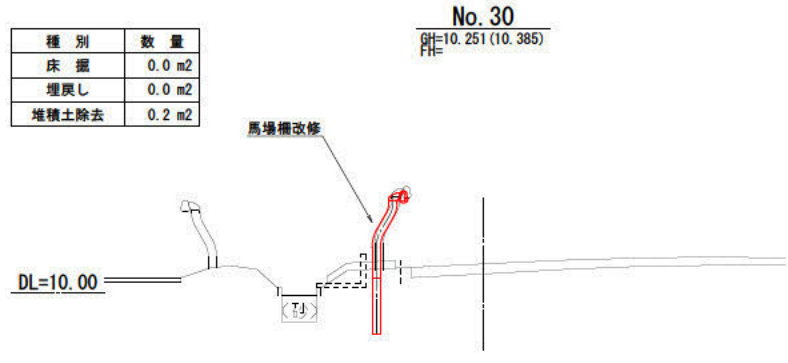 No. 30
GH=10.251(10.385)
FH=
種 別 数 量
床 掘 0.0 m2
埋戻し 0.0 m2
堆積土除去 0.2 m2
馬場柵改修
DL=10.00